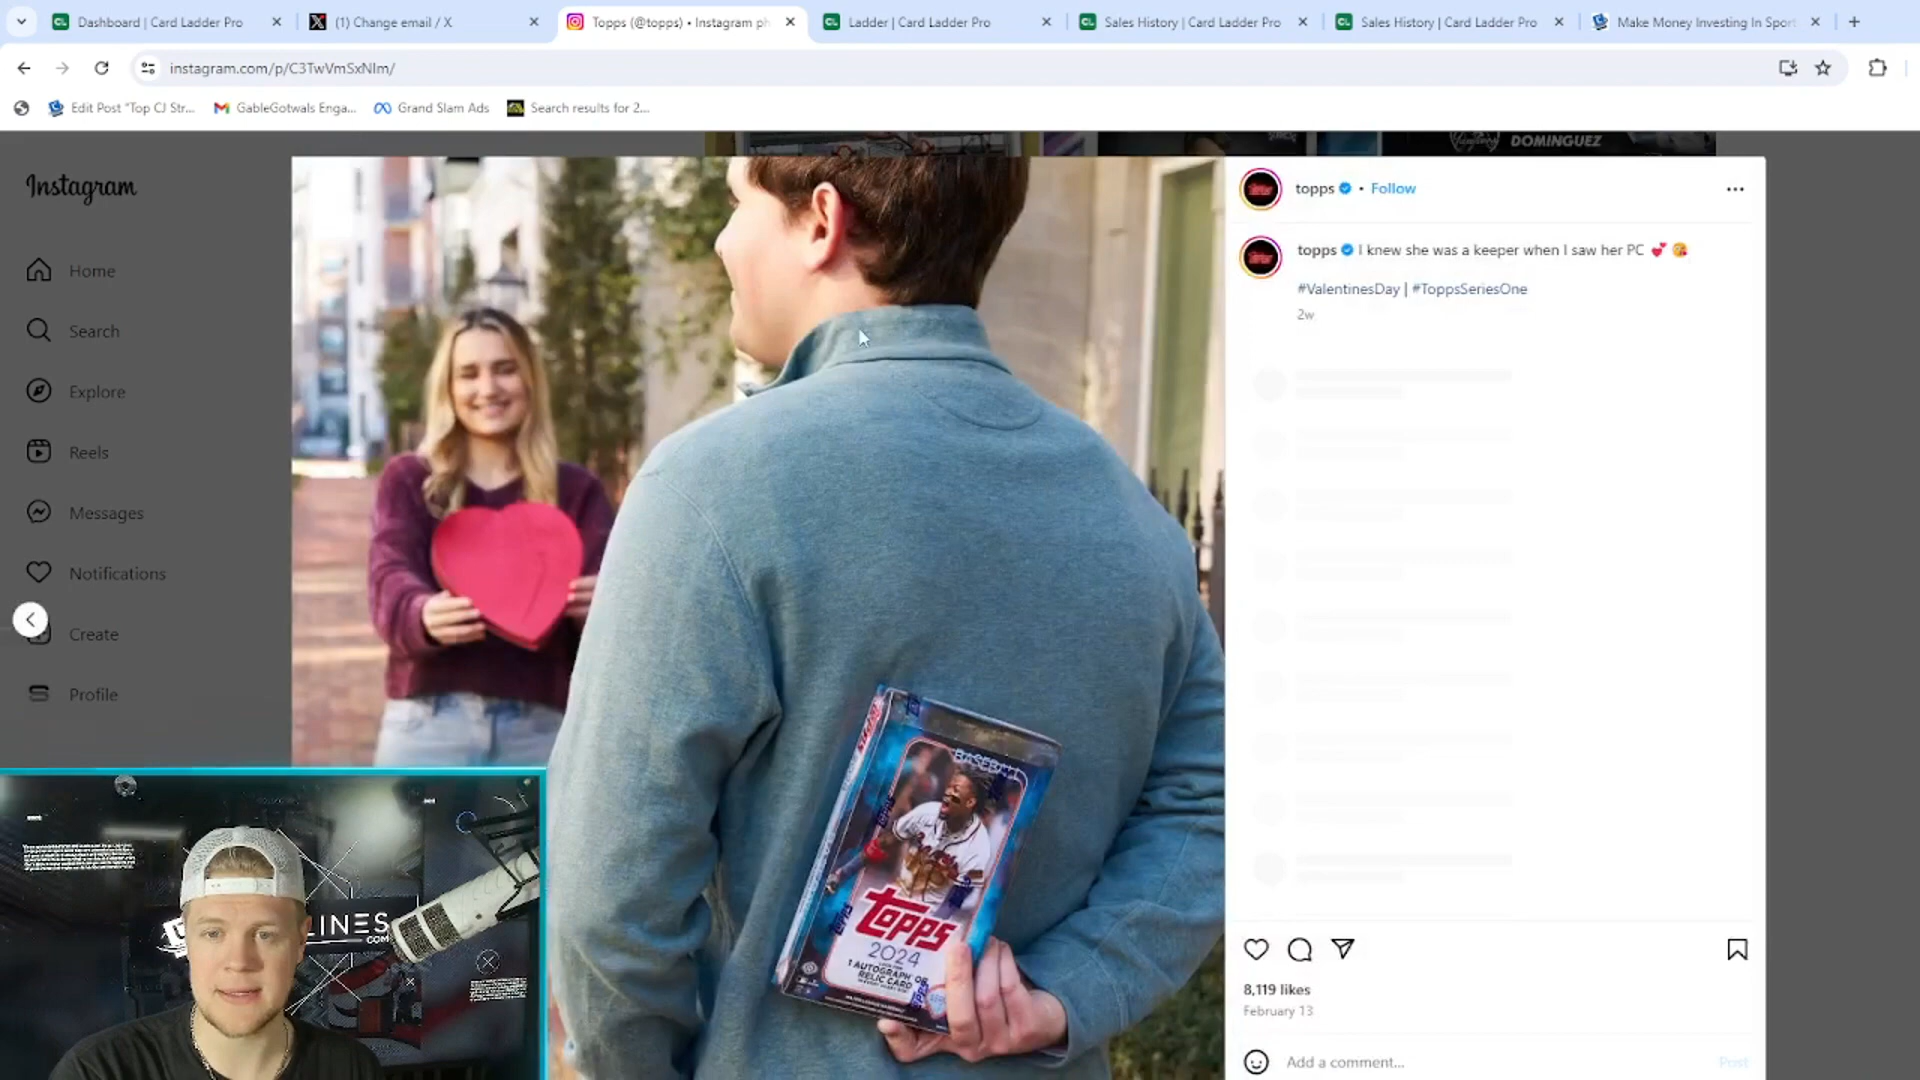 Dashboard | Card Ladder Pro
(1) Change email / X
Topps (@topps) • Instagram ph
Ladder | Card Ladder Pro
Sales History | Card Ladder Pro
Sales History | Card Ladder Pro
Make Money Investing In Sport
instagram.com/p/C3TwVmSxNlm/
Edit Post "Top CJ Str...
GableGotwals Enga...
Grand Slam Ads
Search results for 2...
DOMINGUEZ
Instagram
Home
Search
Explore
Reels
Messages
Notifications
Create
Profile
topps • Follow
topps I knew she was a keeper when I saw her PC 💕 😘
#ValentinesDay | #ToppsSeriesOne
2w
BASEBALL
topps
2024
1 AUTOGRAPH OR
RELIC CARD
LINES
.COM
8,119 likes
February 13
Add a comment...
Post